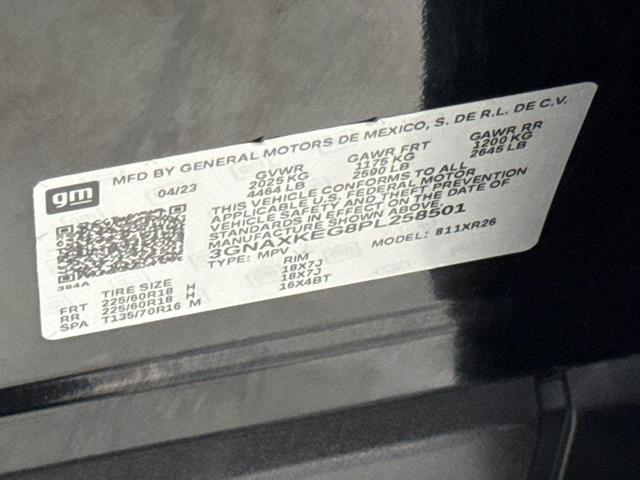 gm
MFD BY GENERAL MOTORS DE MEXICO, S. DE R.L. DE C.V.
04/23
GVWR
2025 KG
4464 LB
GAWR FRT
1175 KG
2590 LB
GAWR RR
1200 KG
2645 LB
THIS VEHICLE CONFORMS TO ALL
APPLICABLE U.S. FEDERAL MOTOR
VEHICLE SAFETY AND THEFT PREVENTION
STANDARDS IN EFFECT ON THE DATE OF
MANUFACTURE SHOWN ABOVE.
3GNAXKEG8PL258501
TYPE: MPV
MODEL: 811XR26
384A
TIRE SIZE RIM
FRT 225/60R18 H 18X7J
RR 225/60R18 H 18X7J
SPA T135/70R16 M 16X4BT